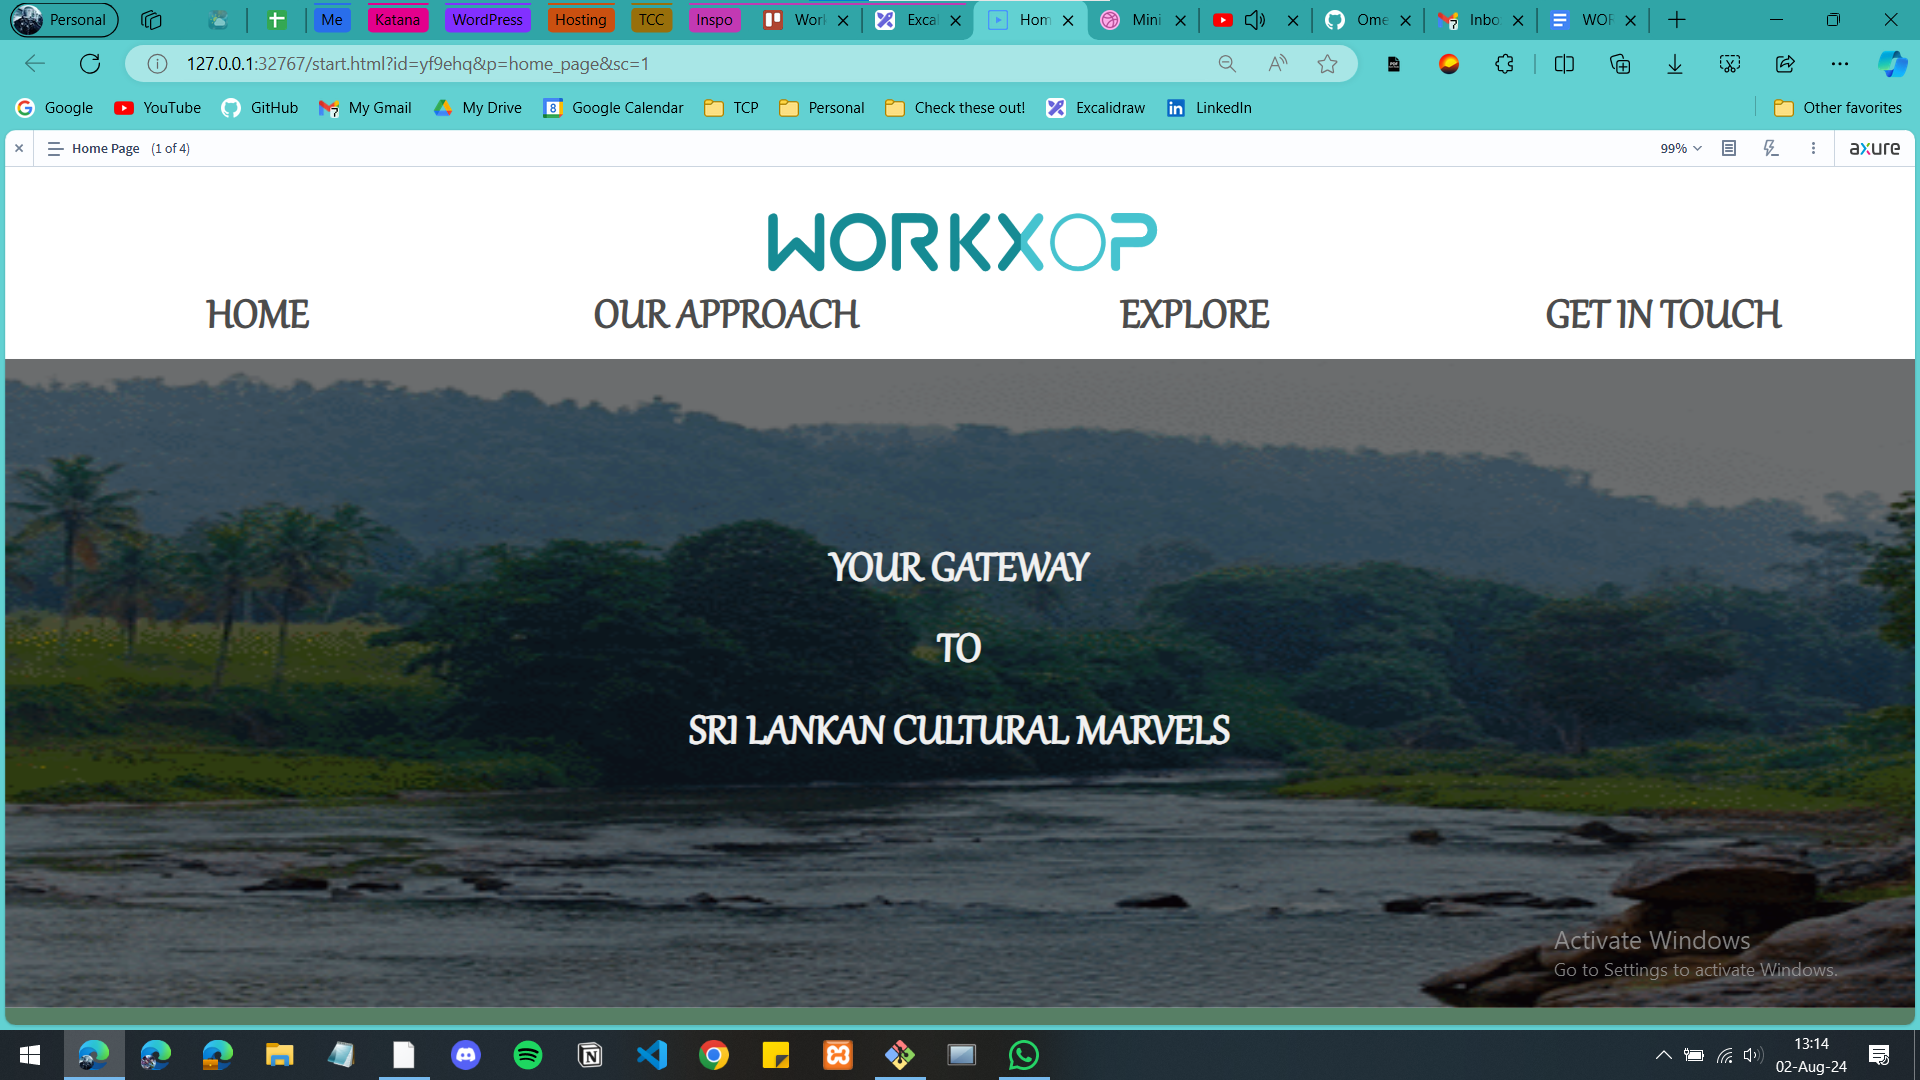 Personal
Me
Katana
WordPress
Hosting
TCC
Inspo
Work
Excal
Hom
Mini
Ome
Inbo
WOR
127.0.0.1:32767/start.html?id=yf9ehq&p=home_page&sc=1
Google
YouTube
GitHub
My Gmail
My Drive
Google Calendar
TCP
Personal
Check these out!
Excalidraw
LinkedIn
Other favorites
Home Page (1 of 4)
99%
axure
WORKXOP
HOME
OUR APPROACH
EXPLORE
GET IN TOUCH
YOUR GATEWAY
TO
SRI LANKAN CULTURAL MARVELS
Activate Windows
Go to Settings to activate Windows.
13:14
02-Aug-24